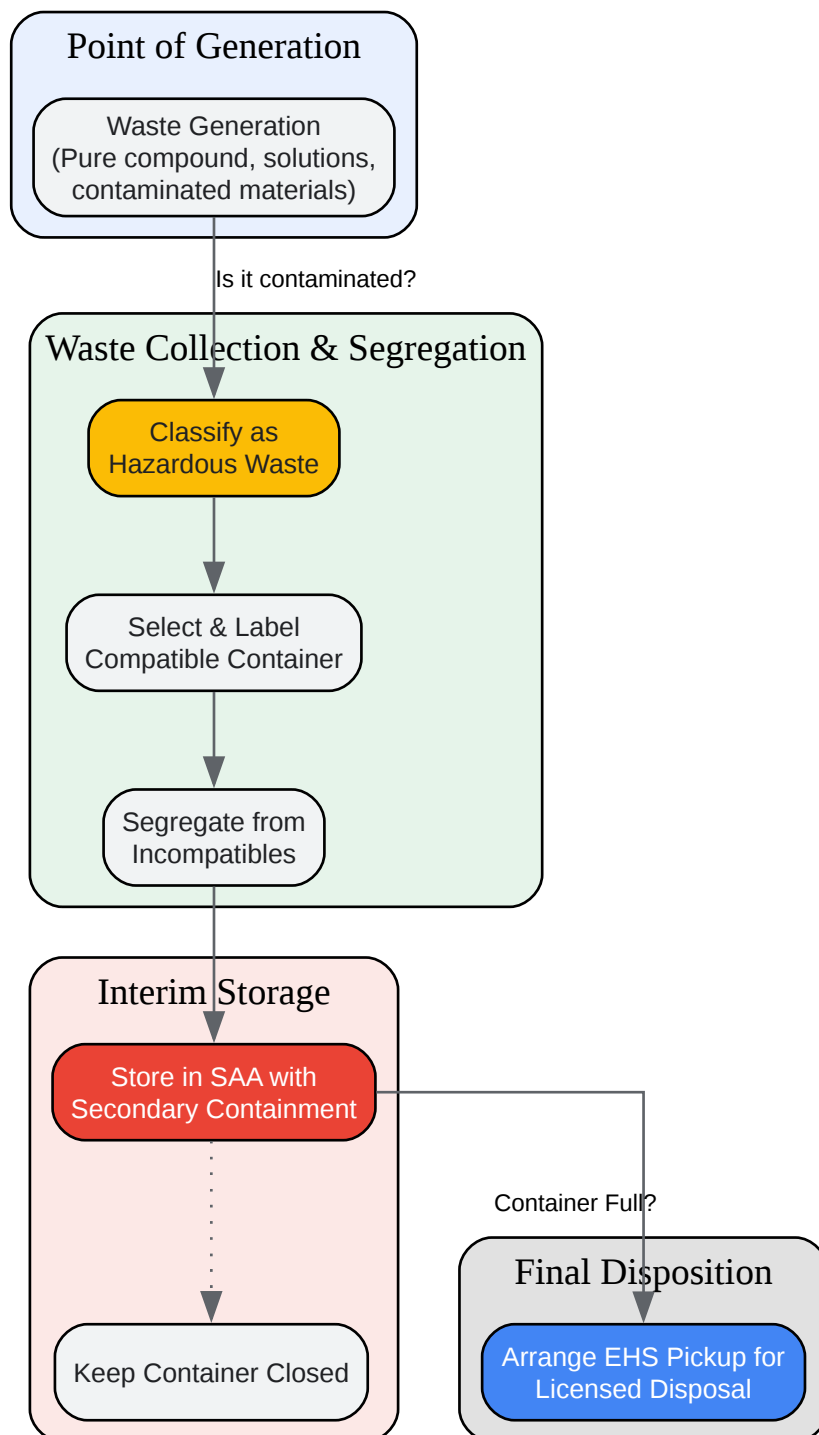 Point of Generation
Waste Generation
(Pure compound, solutions,
contaminated materials)
Is it contaminated?
Waste Collection & Segregation
Classify as
Hazardous Waste
Select & Label
Compatible Container
Segregate from
Incompatibles
Interim Storage
Store in SAA with
Secondary Containment
Container Full?
Final Disposition
Keep Container Closed
Arrange EHS Pickup for
Licensed Disposal